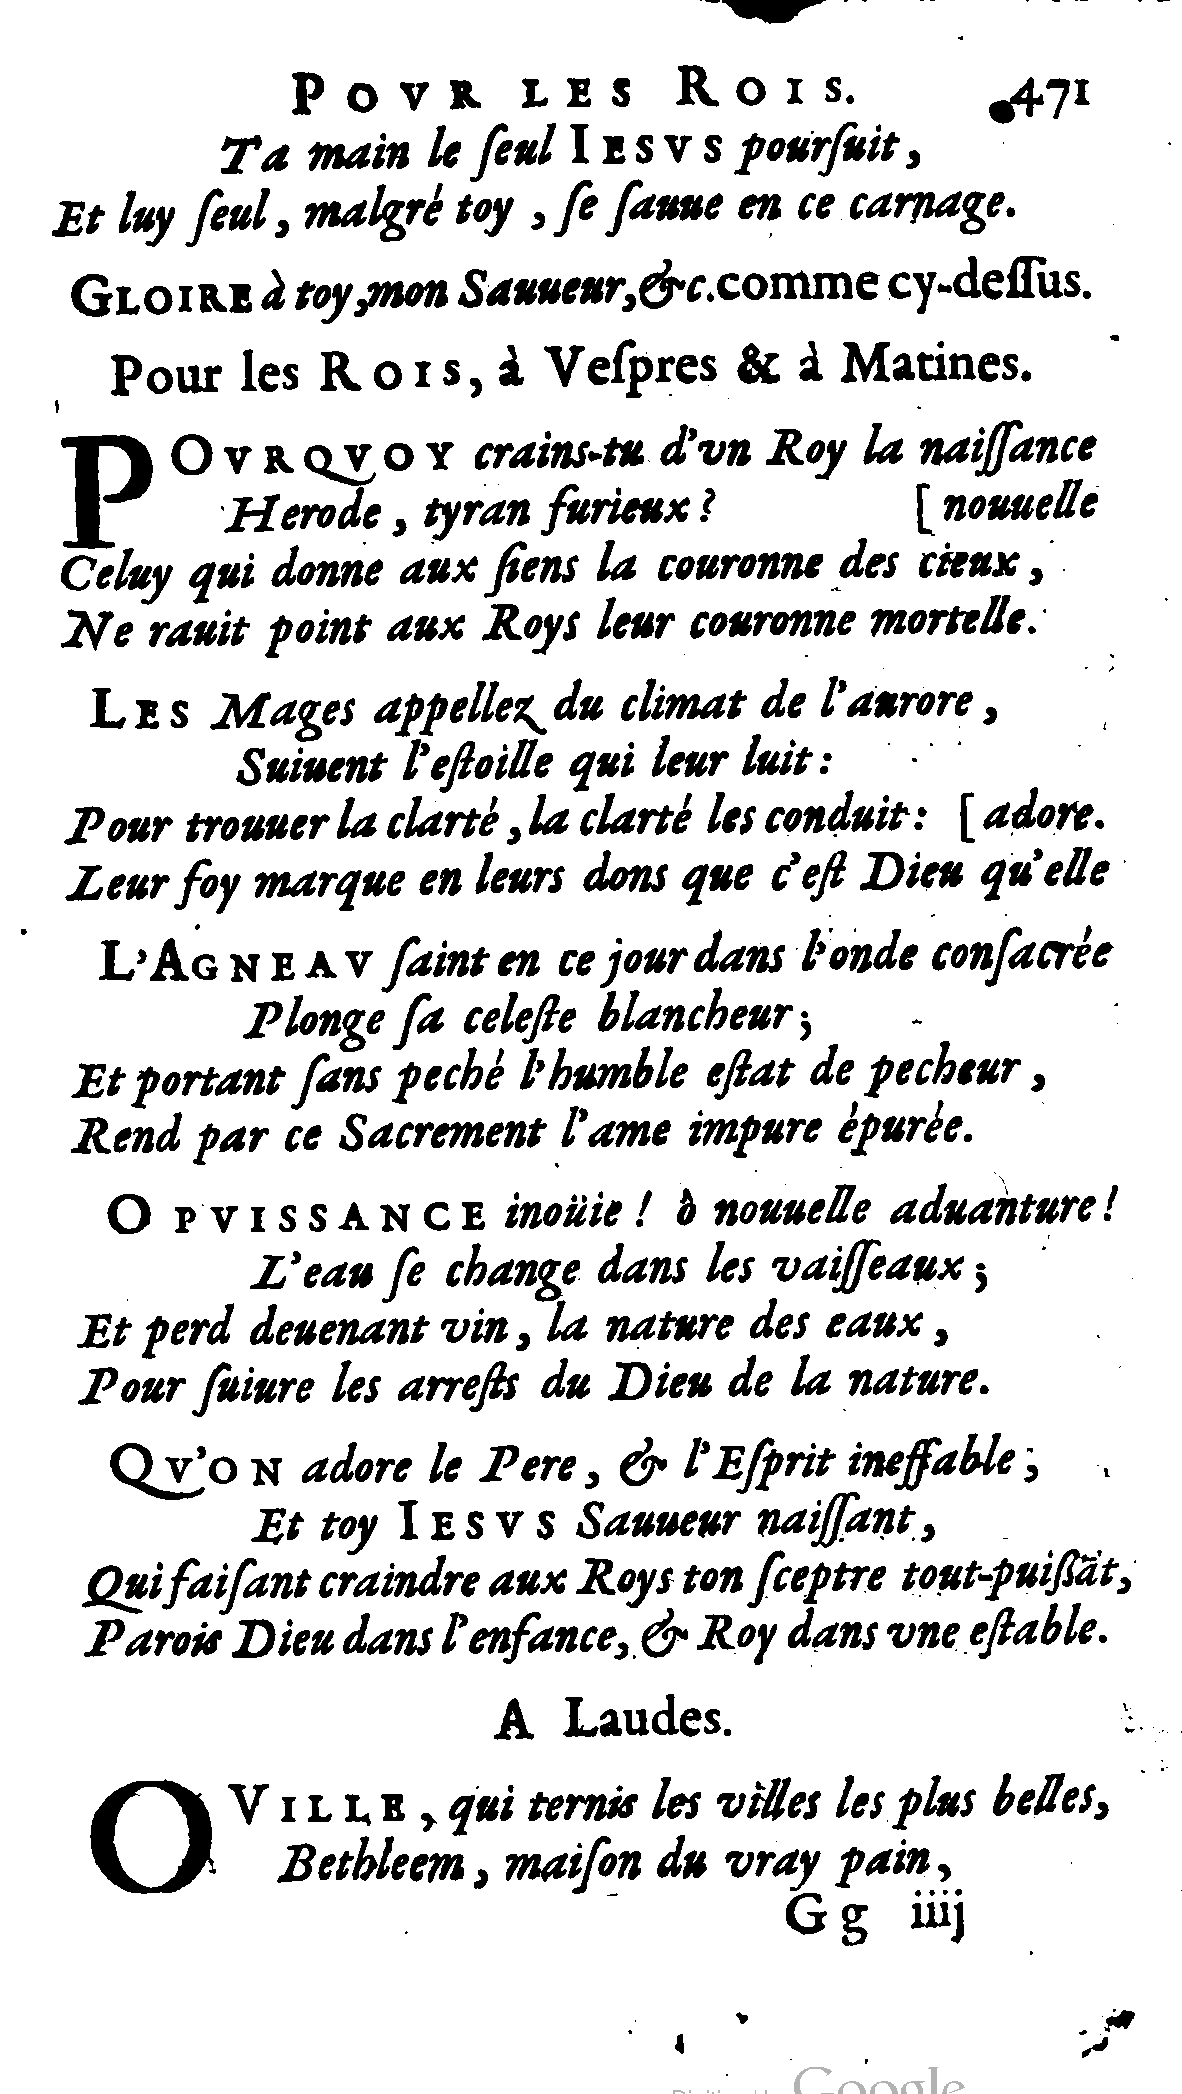 POVR LES ROIS. 471
Ta main le ſeul IESVS pourſuit,
Et luy ſeul, malgré toy, ſe ſauue en ce carnage.
GLOIRE à toy, mon Sauueur, &c. comme cy-deſſus.
Pour les ROIS, à Veſpres & à Matines.
POVRQVOY crains-tu d'vn Roy la naiſſance
Herode, tyran furieux? [nouuelle
Celuy qui donne aux ſiens la couronne des cieux,
Ne rauit point aux Roys leur couronne mortelle.
LES Mages appellez du climat de l'aurore,
Suiuent l'eſtoille qui leur luit:
Pour trouuer la clarté, la clarté les conduit: [adore.
Leur foy marque en leurs dons que c'eſt Dieu qu'elle
L'AGNEAV ſaint en ce jour dans l'onde conſacrée
Plonge ſa celeſte blancheur;
Et portant ſans peché l'humble eſtat de pecheur,
Rend par ce Sacrement l'ame impure épurée.
O PVISSANCE inoüie! ô nouuelle aduanture!
L'eau ſe change dans les vaiſſeaux;
Et perd deuenant vin, la nature des eaux,
Pour ſuiure les arreſts du Dieu de la nature.
QV'ON adore le Pere, & l'Eſprit ineffable;
Et toy IESVS Sauueur naiſſant,
Qui faiſant craindre aux Roys ton ſceptre tout-puiſſāt,
Parois Dieu dans l'enfance, & Roy dans vne eſtable.
A Laudes.
O VILLE, qui ternis les villes les plus belles,
Bethleem, maiſon du vray pain,
Gg iiij
Google